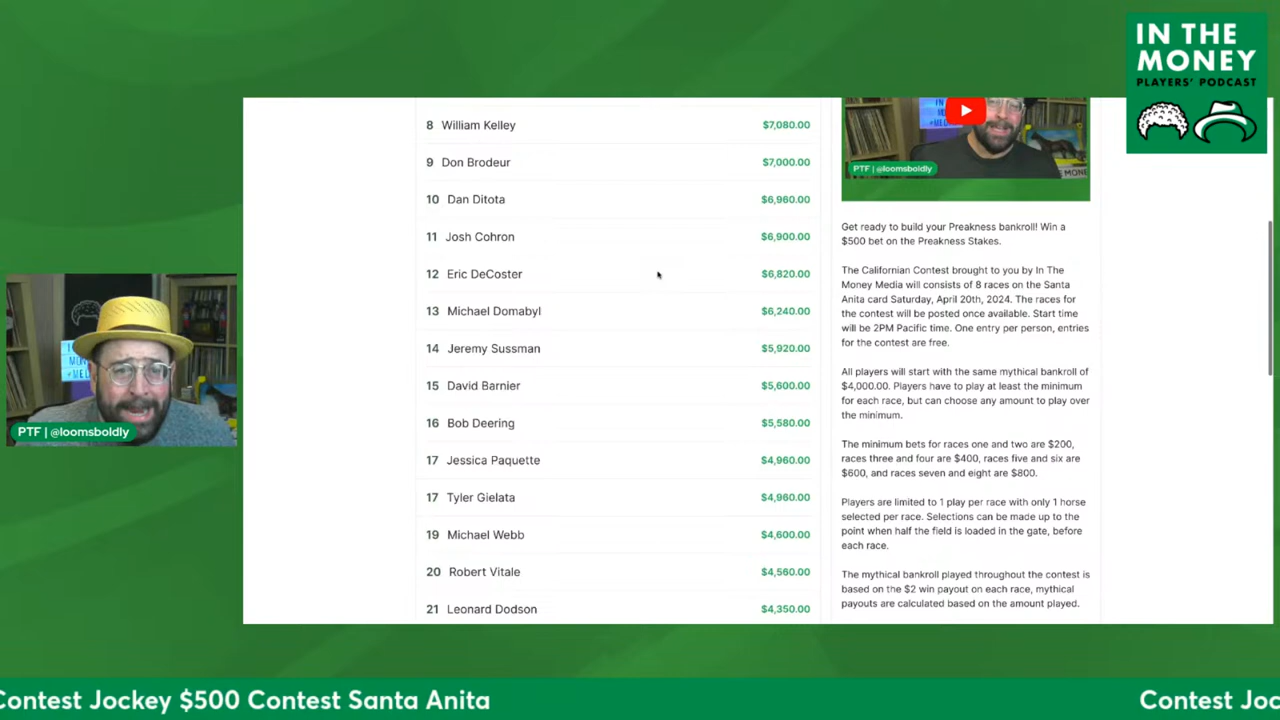 IN THE
MONEY
PLAYERS' PODCAST
8 William Kelley $7,080.00
9 Don Brodeur $7,000.00
10 Dan Ditota $6,960.00
11 Josh Cohron $6,900.00
12 Eric DeCoster $6,820.00
13 Michael Domabyl $6,240.00
14 Jeremy Sussman $5,920.00
15 David Barnier $5,600.00
16 Bob Deering $5,580.00
17 Jessica Paquette $4,960.00
17 Tyler Gielata $4,960.00
19 Michael Webb $4,600.00
20 Robert Vitale $4,560.00
21 Leonard Dodson $4,350.00
PTF | @loomsboldly
Get ready to build your Preakness bankroll! Win a
$500 bet on the Preakness Stakes.
The Californian Contest brought to you by In The
Money Media will consists of 8 races on the Santa
Anita card Saturday, April 20th, 2024. The races for
the contest will be posted once available. Start time
will be 2PM Pacific time. One entry per person, entries
for the contest are free.
All players will start with the same mythical bankroll of
$4,000.00. Players have to play at least the minimum
for each race, but can choose any amount to play over
the minimum.
The minimum bets for races one and two are $200,
races three and four are $400, races five and six are
$600, and races seven and eight are $800.
Players are limited to 1 play per race with only 1 horse
selected per race. Selections can be made up to the
point when half the field is loaded in the gate, before
each race.
The mythical bankroll played throughout the contest is
based on the $2 win payout on each race, mythical
payouts are calculated based on the amount played.
PTF | @loomsboldly
Contest Jockey $500 Contest Santa Anita
Contest Joc